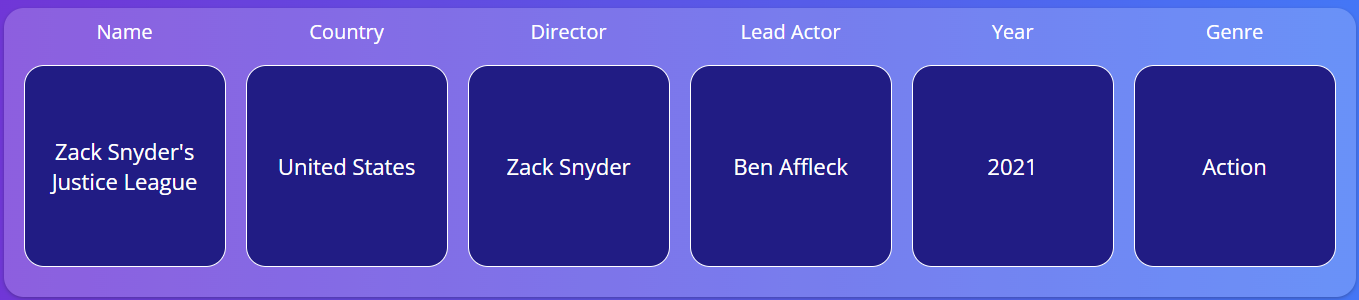 Name Country Director Lead Actor Year Genre
Zack Snyder's
Justice League
United States
Zack Snyder
Ben Affleck
2021
Action